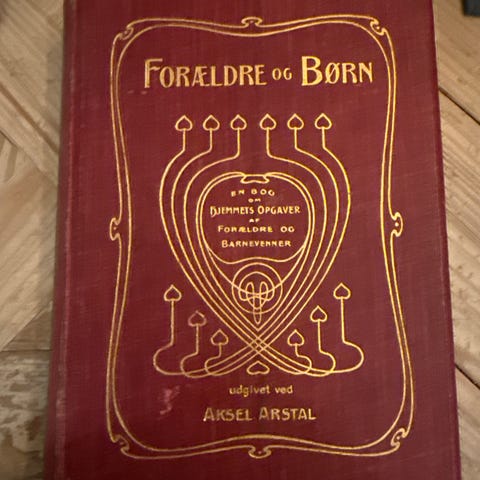 FORÆLDRE OG BØRN
EN BOG
OM
HJEMMETS OPGAVER
AF
FORÆLDRE OG
BARNEVENNER
udgivet ved
AKSEL ARSTAL